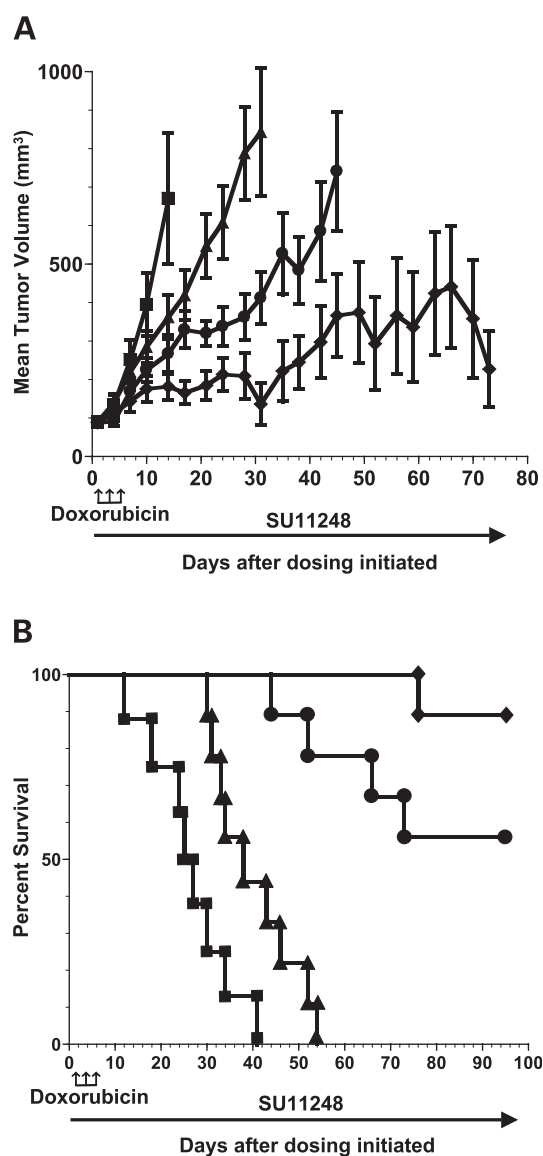 A
Mean Tumor Volume (mm³)
1000
500
0
0 10 20 30 40 50 60 70 80
Doxorubicin
SU11248
Days after dosing initiated
B
Percent Survival
100
50
0
0 10 20 30 40 50 60 70 80 90 100
Doxorubicin
SU11248
Days after dosing initiated